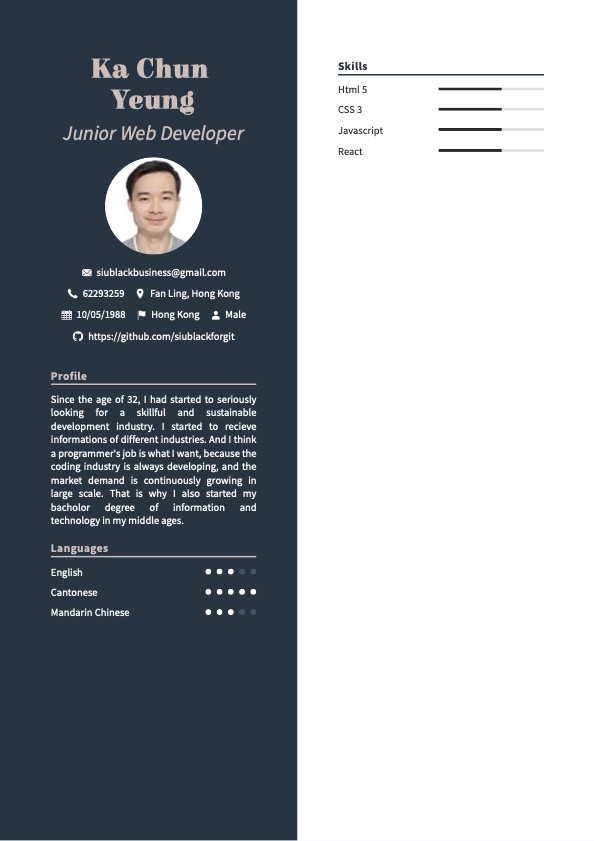 Ka Chun
Yeung
Junior Web Developer
siublackbusiness@gmail.com
62293259 Fan Ling, Hong Kong
10/05/1988 Hong Kong Male
https://github.com/siublackforgit
Profile
Since the age of 32, I had started to seriously
looking for a skillful and sustainable
development industry. I started to recieve
informations of different industries. And I think
a programmer's job is what I want, because the
coding industry is always developing, and the
market demand is continuously growing in
large scale. That is why I also started my
bacholor degree of information and
technology in my middle ages.
Languages
English
Cantonese
Mandarin Chinese
Skills
Html 5
CSS 3
Javascript
React